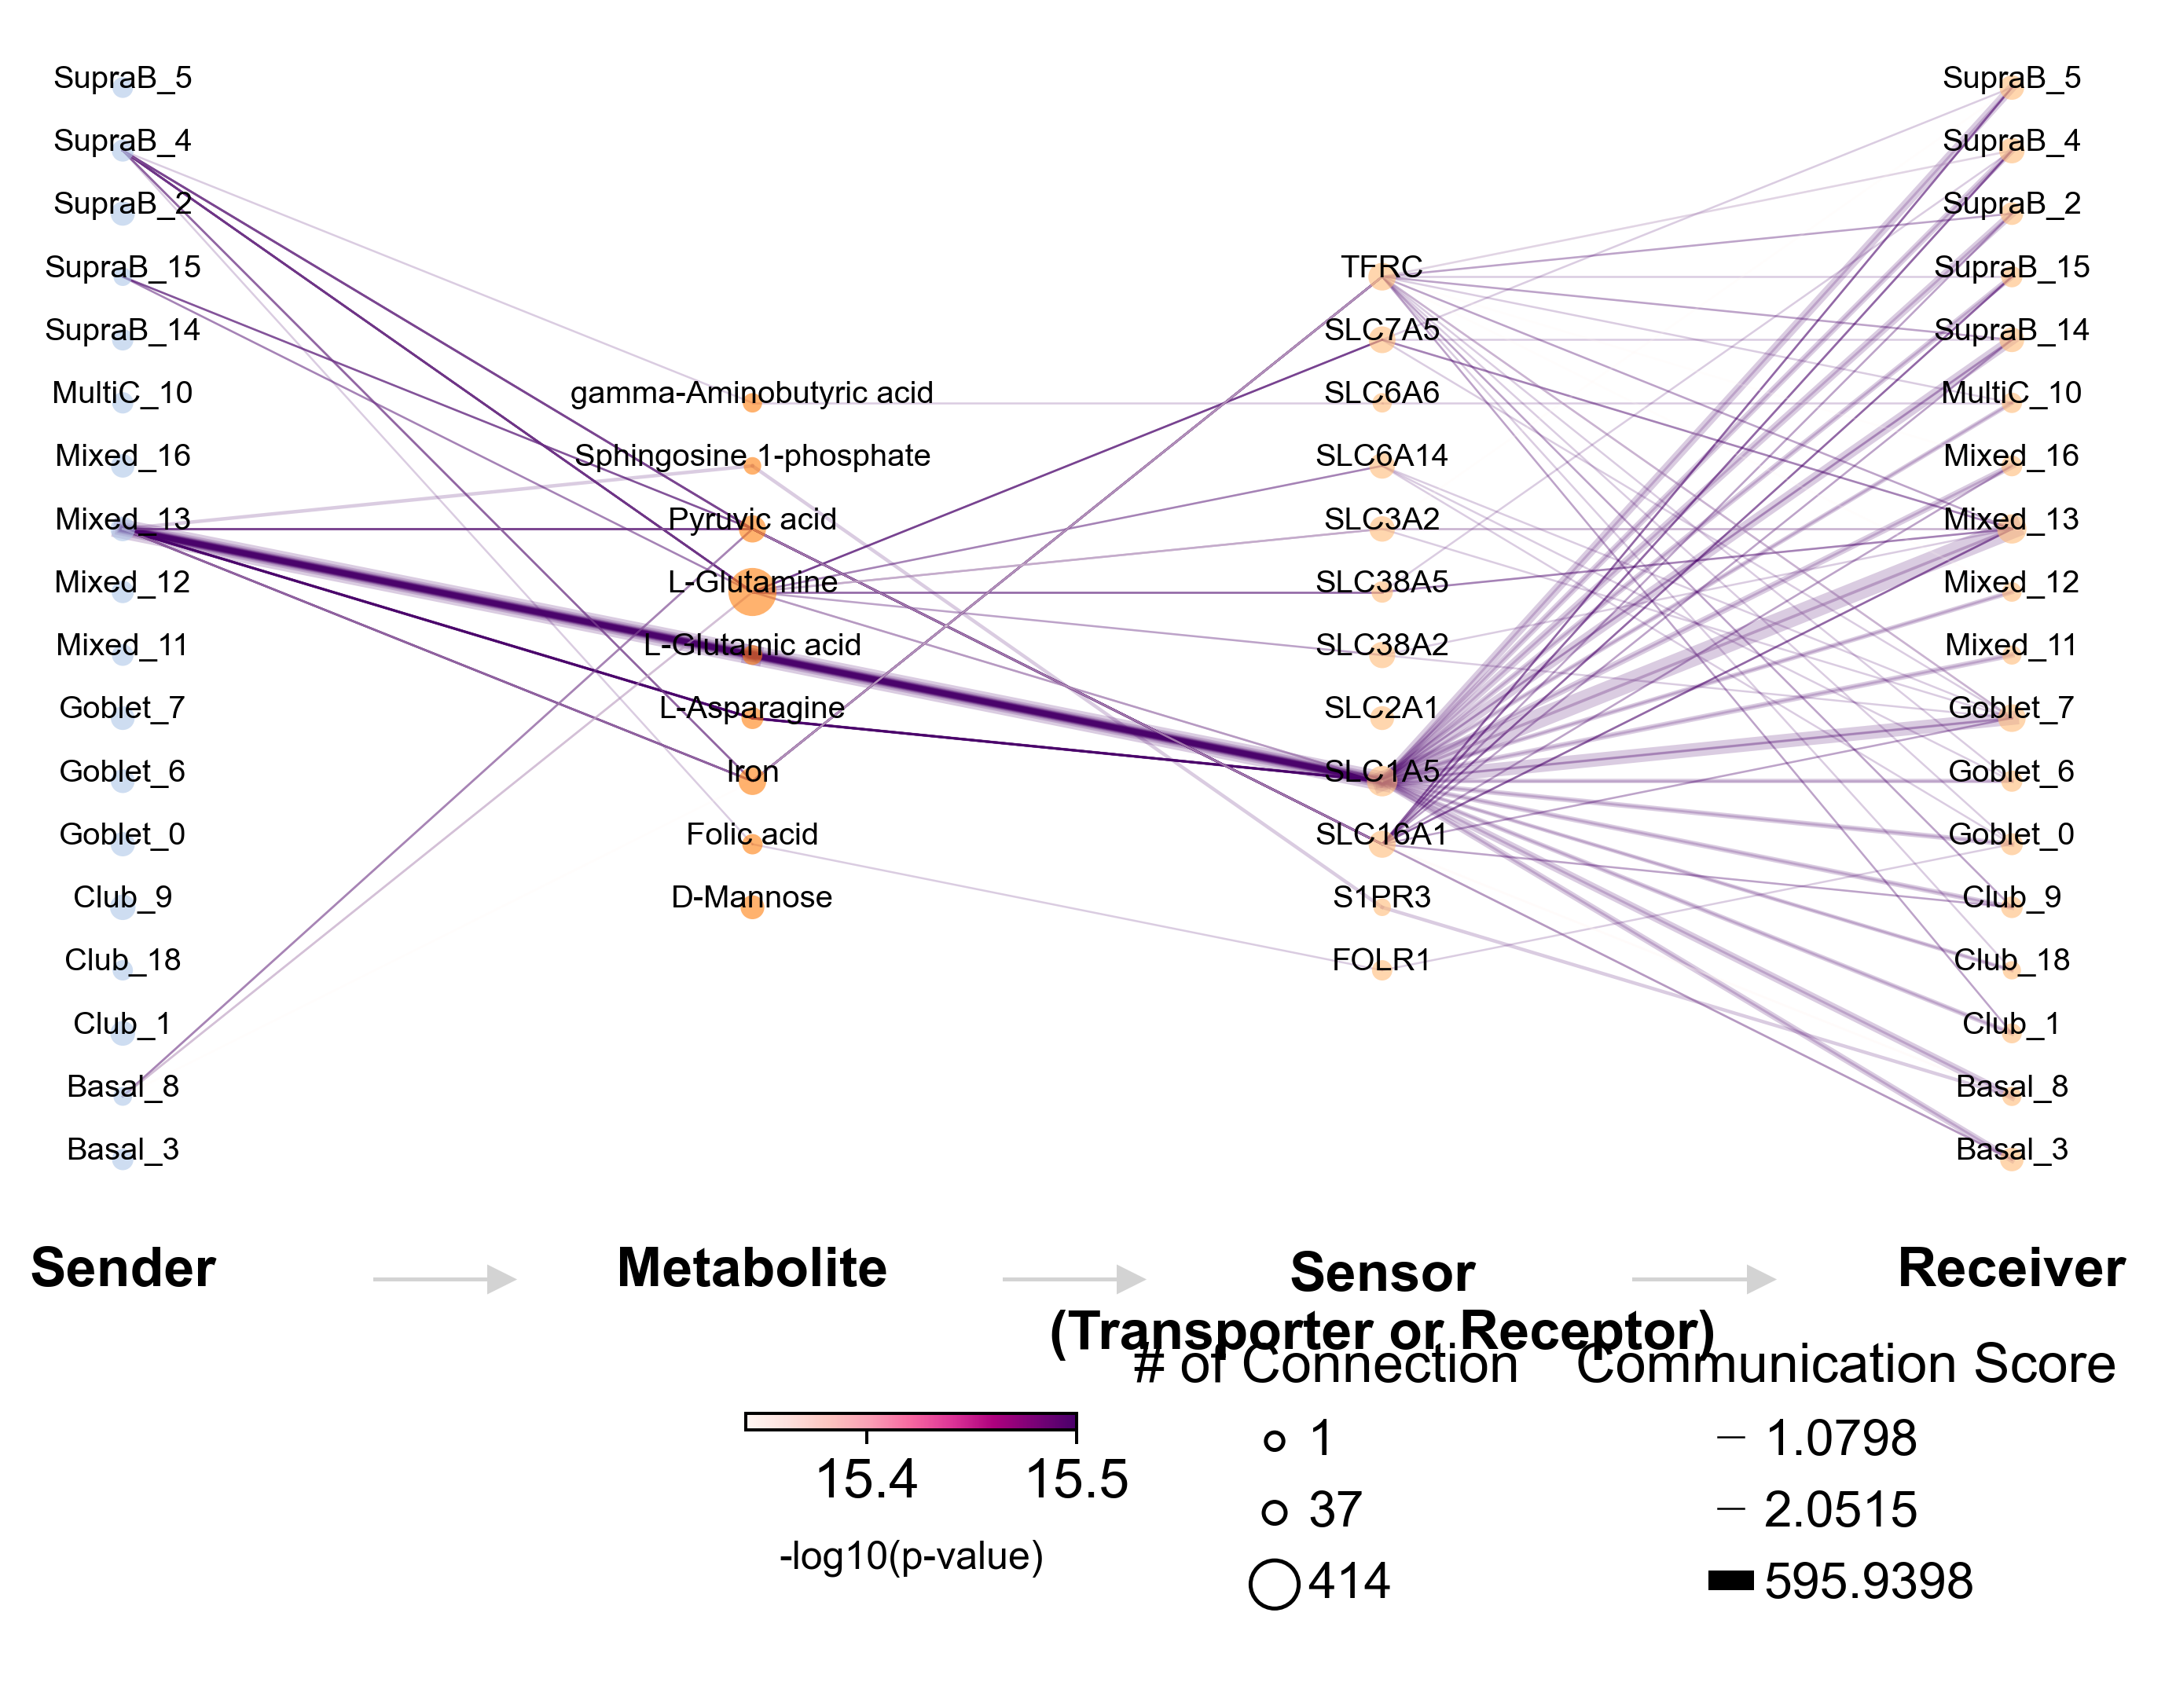 SupraB_5
SupraB_4
SupraB_2
SupraB_15
SupraB_14
MultiC_10
Mixed_16
Mixed_13
Mixed_12
Mixed_11
Goblet_7
Goblet_6
Goblet_0
Club_9
Club_18
Club_1
Basal_8
Basal_3
gamma-Aminobutyric acid
Sphingosine 1-phosphate
Pyruvic acid
L-Glutamine
L-Glutamic acid
L-Asparagine
Iron
Folic acid
D-Mannose
TFRC
SLC7A5
SLC6A6
SLC6A14
SLC3A2
SLC38A5
SLC38A2
SLC2A1
SLC1A5
SLC16A1
S1PR3
FOLR1
SupraB_5
SupraB_4
SupraB_2
SupraB_15
SupraB_14
MultiC_10
Mixed_16
Mixed_13
Mixed_12
Mixed_11
Goblet_7
Goblet_6
Goblet_0
Club_9
Club_18
Club_1
Basal_8
Basal_3
Sender
Metabolite
Sensor
(Transporter or Receptor)
Receiver
15.4 15.5
-log10(p-value)
# of Connection
1
37
414
Communication Score
1.0798
2.0515
595.9398